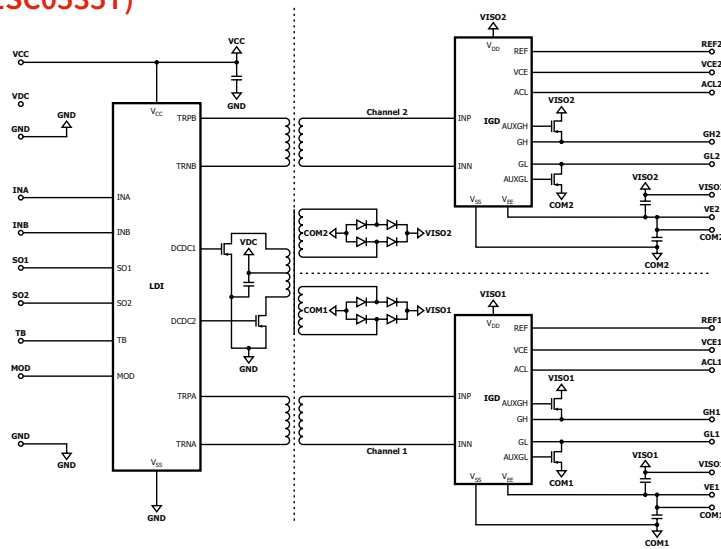 2SC0535T)
VCC
VCC
GND
VDC
GND
GND
INA
INB
SO1
SO2
TB
MOD
GND
GND
VCC
TRPB
TRNB
INA
INB
SO1
SO2
TB
MOD
LDI
DCDC1
DCDC2
TRPA
TRNA
VSS
GND
VDC
GND
Channel 2
COM2
VISO2
COM1
VISO1
Channel 1
VISO2
VDD
REF
VCE
ACL
INP
IGD
INN
AUXGH
GH
GL
AUXGL
VSS
VEE
VISO2
COM2
VISO2
COM2
REF2
VCE2
ACL2
GH2
GL2
VISO2
VE2
COM2
VISO1
VDD
REF
VCE
ACL
INP
IGD
INN
AUXGH
GH
GL
AUXGL
VSS
VEE
VISO1
COM1
VISO1
COM1
REF1
VCE1
ACL1
GH1
GL1
VISO1
VE1
COM1